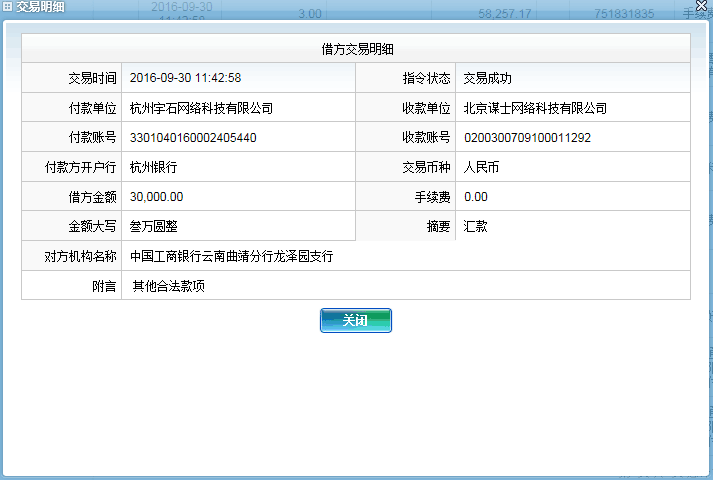 交易明细
2016-09-30
11:42:58
3.00
58,257.17
751831835
手续费
借方交易明细
交易时间 2016-09-30 11:42:58 指令状态 交易成功
付款单位 杭州宇石网络科技有限公司 收款单位 北京谋士网络科技有限公司
付款账号 3301040160002405440 收款账号 0200300709100011292
付款方开户行 杭州银行 交易币种 人民币
借方金额 30,000.00 手续费 0.00
金额大写 叁万圆整 摘要 汇款
对方机构名称 中国工商银行云南曲靖分行龙泽园支行
附言 其他合法款项
关闭